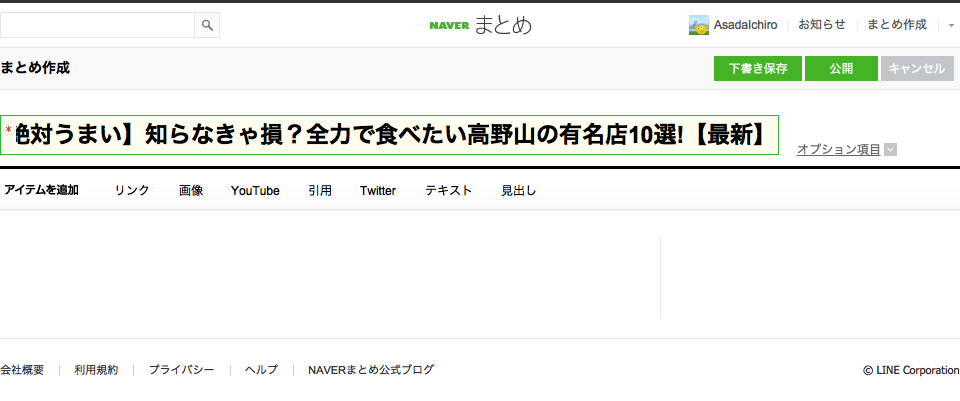 NAVER まとめ
AsadaIchiro お知らせ まとめ作成
まとめ作成
下書き保存 公開 キャンセル
* 絶対うまい】知らなきゃ損？全力で食べたい高野山の有名店10選!【最新】
オプション項目
アイテムを追加 リンク 画像 YouTube 引用 Twitter テキスト 見出し
会社概要 利用規約 プライバシー ヘルプ NAVERまとめ公式ブログ
© LINE Corporation